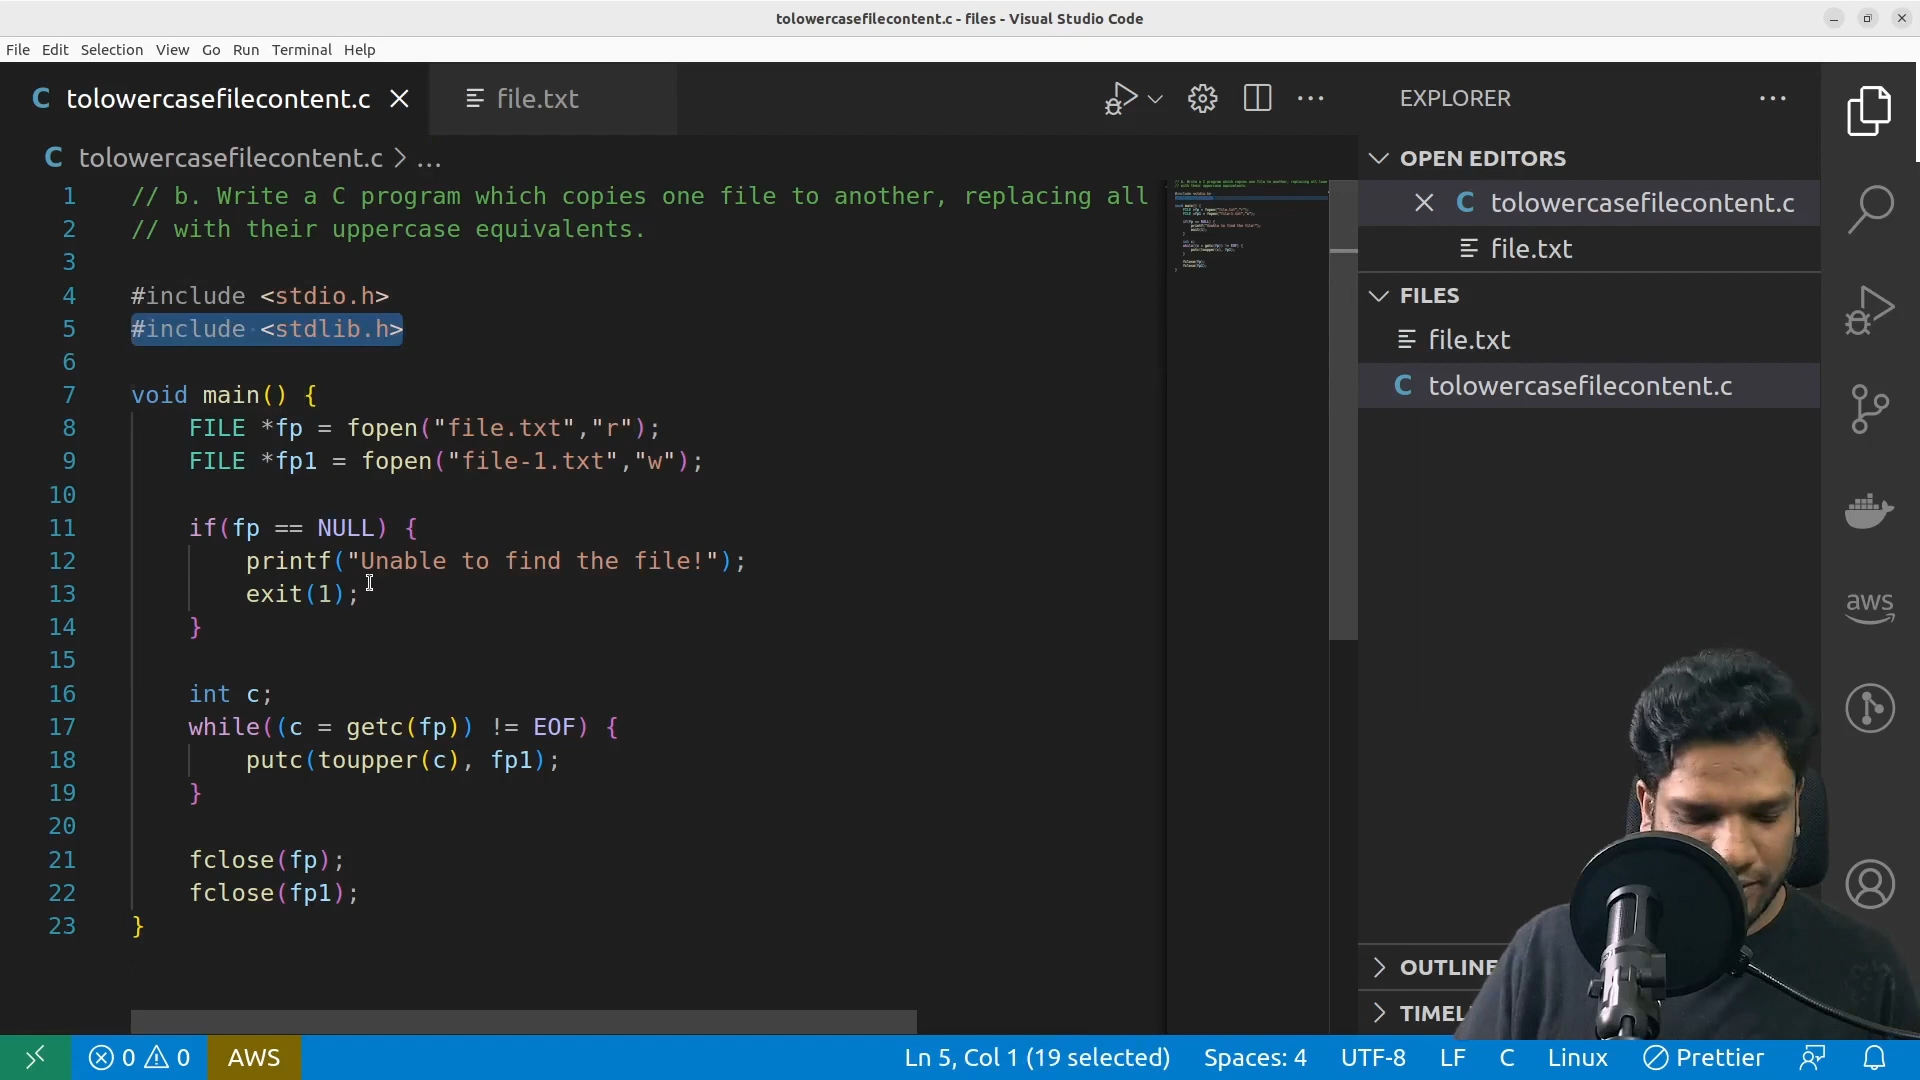 tolowercasefilecontent.c - files - Visual Studio Code
File Edit Selection View Go Run Terminal Help
C tolowercasefilecontent.c
file.txt
C tolowercasefilecontent.c > ...
1 // b. Write a C program which copies one file to another, replacing all
2 // with their uppercase equivalents.
3
4 #include <stdio.h>
5 #include <stdlib.h>
6
7 void main() {
8 FILE *fp = fopen("file.txt","r");
9 FILE *fp1 = fopen("file-1.txt","w");
10
11 if(fp == NULL) {
12 printf("Unable to find the file!");
13 exit(1);
14 }
15
16 int c;
17 while((c = getc(fp)) != EOF) {
18 putc(toupper(c), fp1);
19 }
20
21 fclose(fp);
22 fclose(fp1);
23 }
EXPLORER
OPEN EDITORS
C tolowercasefilecontent.c
file.txt
FILES
file.txt
C tolowercasefilecontent.c
OUTLINE
TIMEL
aws
0 0 AWS
Ln 5, Col 1 (19 selected) Spaces: 4 UTF-8 LF C Linux Prettier